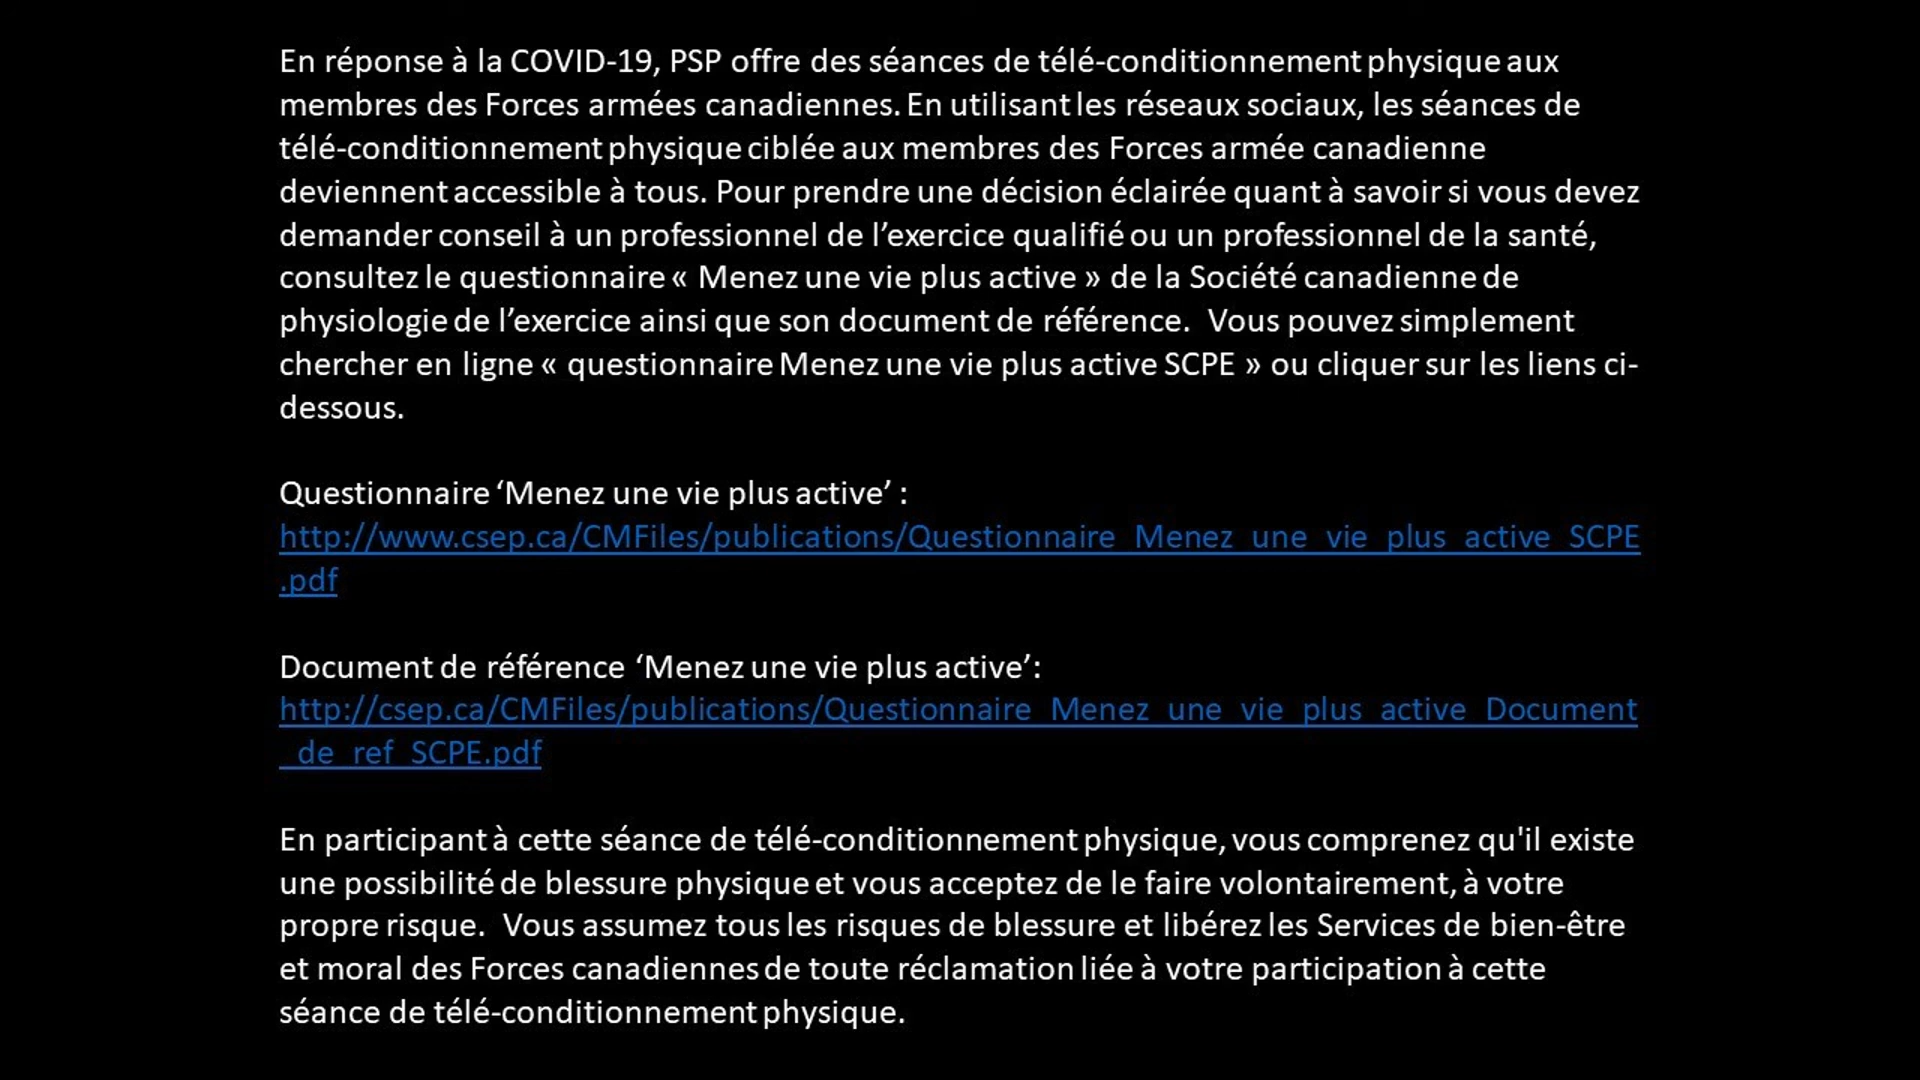 En réponse à la COVID-19, PSP offre des séances de télé-conditionnement physique aux
membres des Forces armées canadiennes. En utilisant les réseaux sociaux, les séances de
télé-conditionnement physique ciblée aux membres des Forces armée canadienne
deviennent accessible à tous. Pour prendre une décision éclairée quant à savoir si vous devez
demander conseil à un professionnel de l’exercice qualifié ou un professionnel de la santé,
consultez le questionnaire « Menez une vie plus active » de la Société canadienne de
physiologie de l’exercice ainsi que son document de référence.  Vous pouvez simplement
chercher en ligne « questionnaire Menez une vie plus active SCPE » ou cliquer sur les liens ci-
dessous.
Questionnaire ‘Menez une vie plus active’ :
http://www.csep.ca/CMFiles/publications/Questionnaire_Menez_une_vie_plus_active_SCPE
.pdf
Document de référence ‘Menez une vie plus active’:
http://csep.ca/CMFiles/publications/Questionnaire_Menez_une_vie_plus_active_Document
_de_ref_SCPE.pdf
En participant à cette séance de télé-conditionnement physique, vous comprenez qu'il existe
une possibilité de blessure physique et vous acceptez de le faire volontairement, à votre
propre risque.  Vous assumez tous les risques de blessure et libérez les Services de bien-être
et moral des Forces canadiennes de toute réclamation liée à votre participation à cette
séance de télé-conditionnement physique.